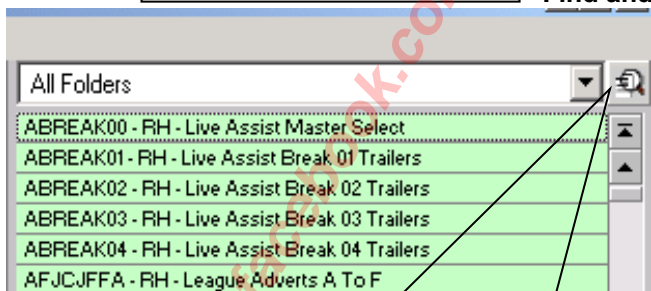 Find and
All Folders
ABREAK00 - RH - Live Assist Master Select
ABREAK01 - RH - Live Assist Break 01 Trailers
ABREAK02 - RH - Live Assist Break 02 Trailers
ABREAK03 - RH - Live Assist Break 03 Trailers
ABREAK04 - RH - Live Assist Break 04 Trailers
AFJCJFFA - RH - League Adverts A To F
facebook.co